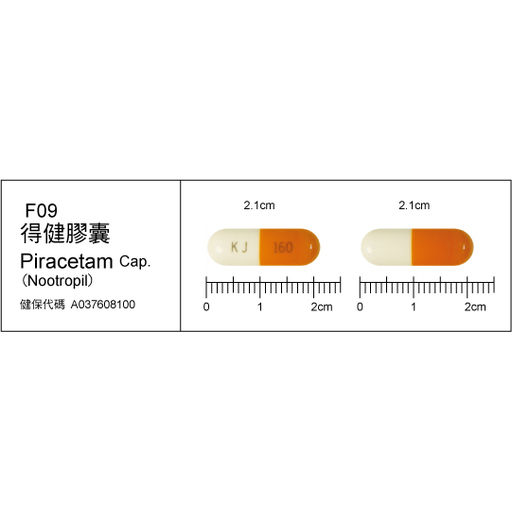 F09
得健膠囊
Piracetam Cap.
(Nootropil)
健保代碼 A037608100
2.1cm
KJ 160
0 1 2cm
2.1cm
0 1 2cm